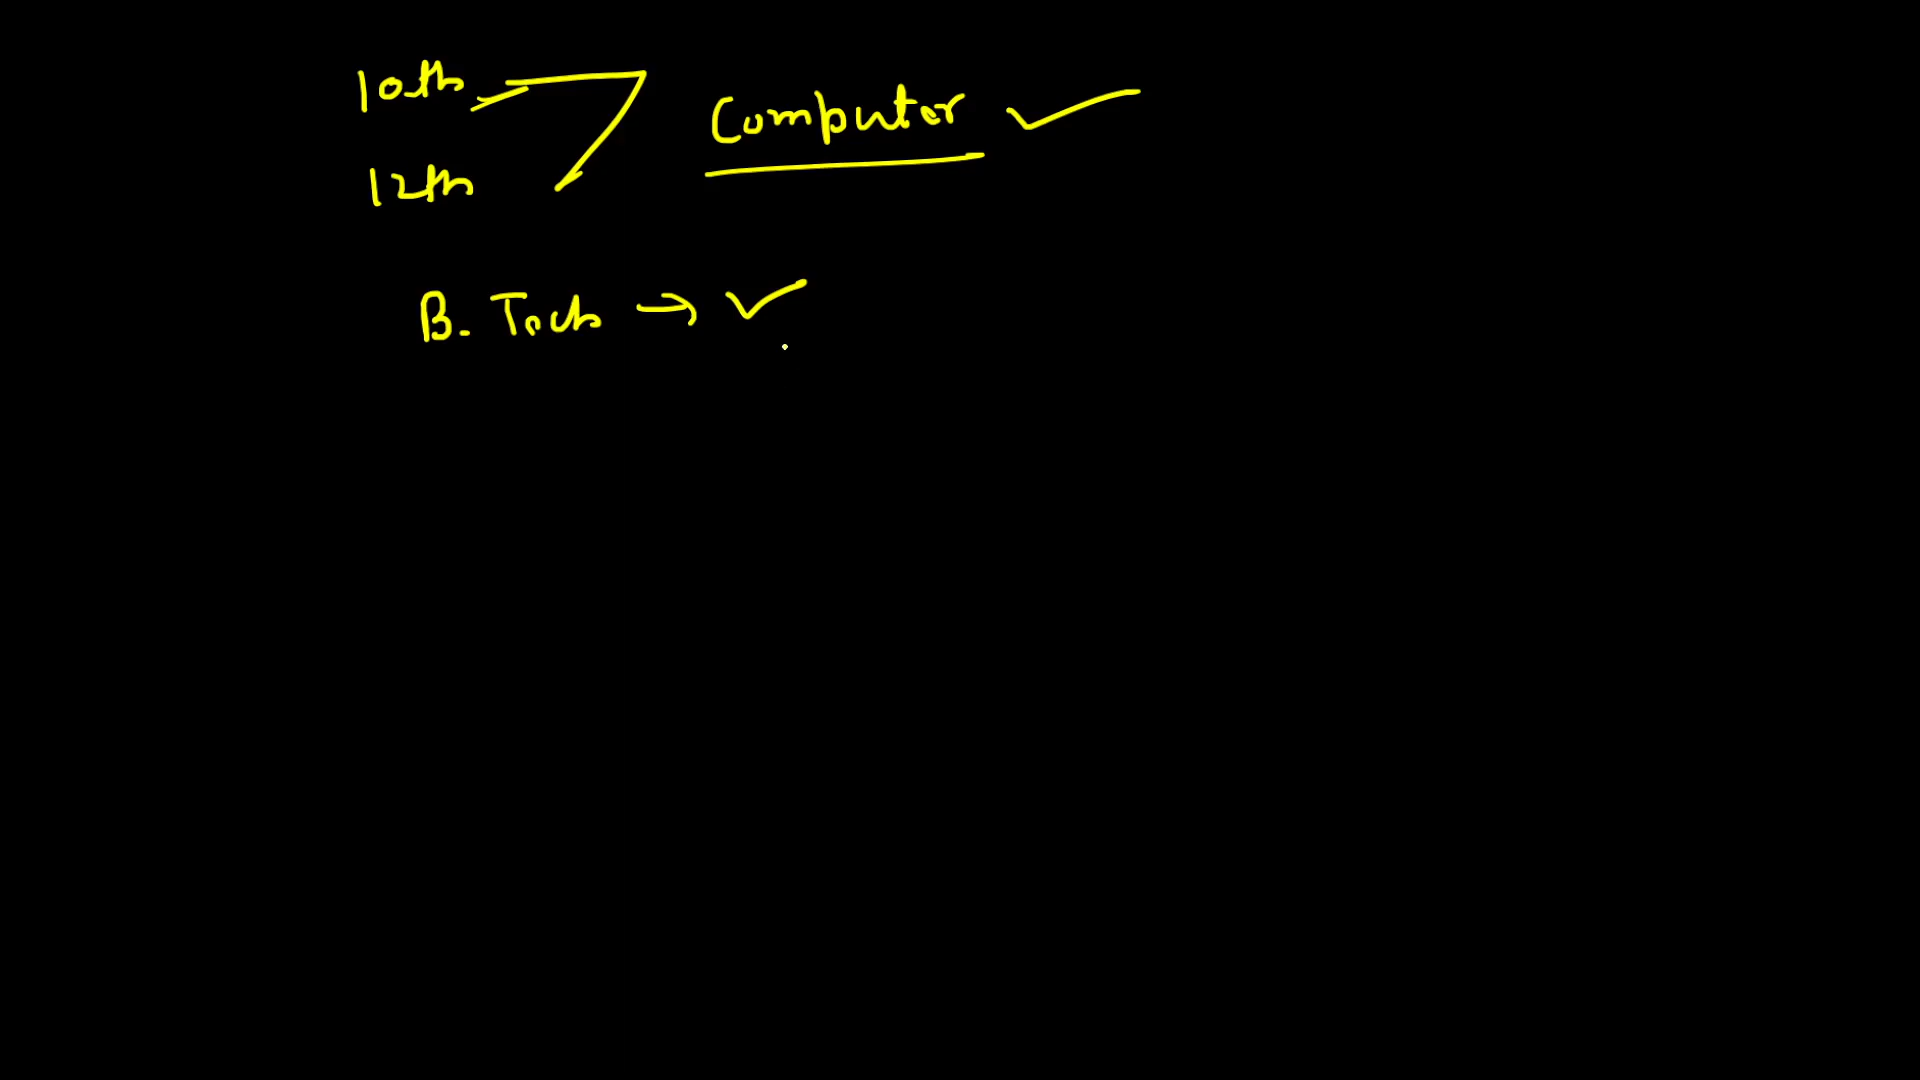 10th
Computer ✓
12th
B. Tech → ✓